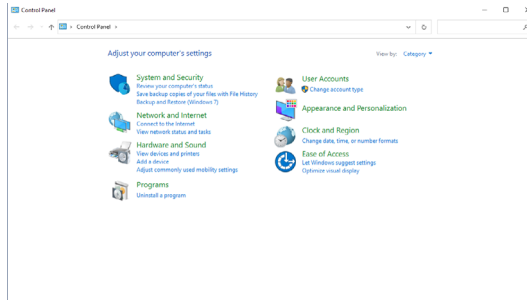 Control Panel
Control Panel
Adjust your computer's settings
View by: Category
System and Security
Review your computer's status
Save backup copies of your files with File History
Backup and Restore (Windows 7)
Network and Internet
Connect to the Internet
View network status and tasks
Hardware and Sound
View devices and printers
Add a device
Adjust commonly used mobility settings
Programs
Uninstall a program
User Accounts
Change account type
Appearance and Personalization
Clock and Region
Change date, time, or number formats
Ease of Access
Let Windows suggest settings
Optimize visual display